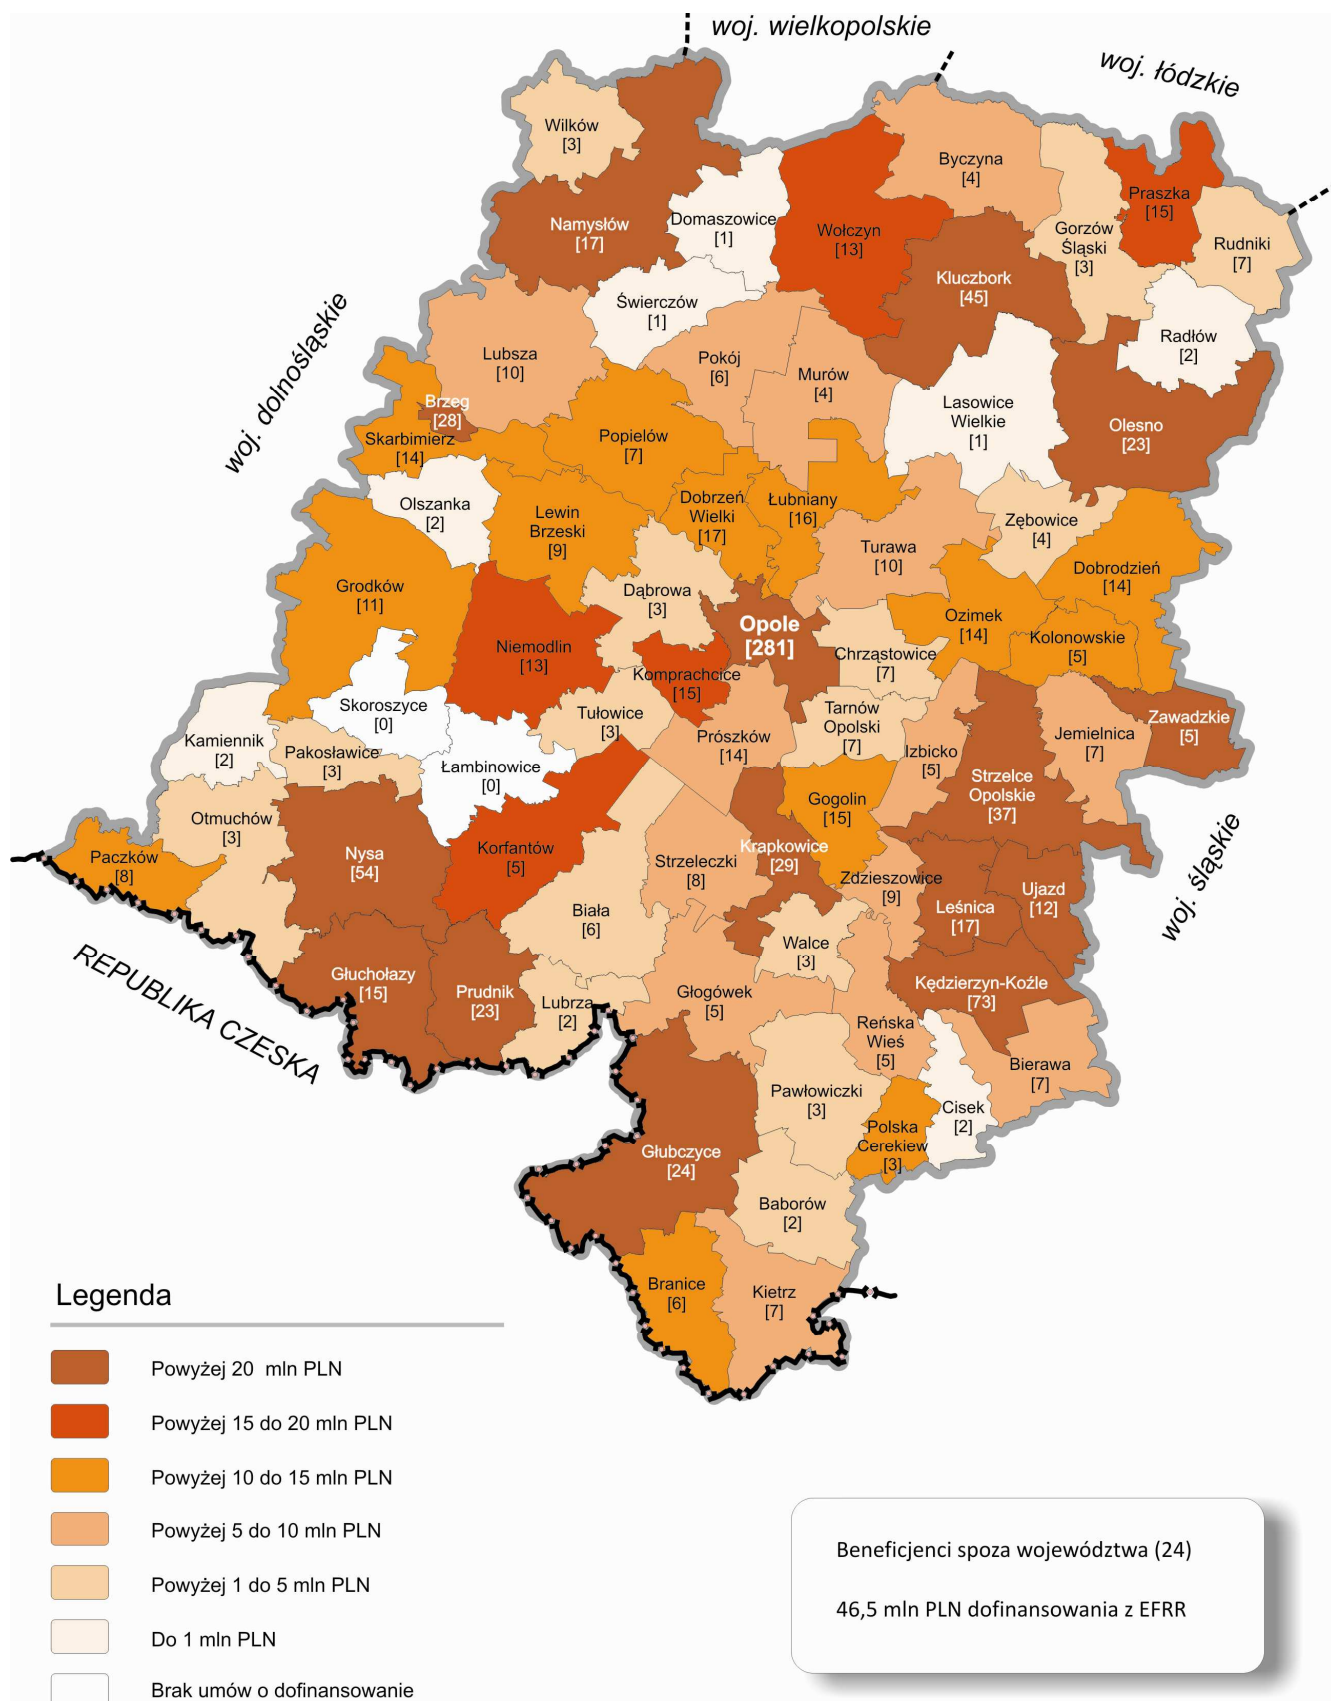 woj. wielkopolskie
woj. łódzkie
Wilków
[3]
Byczyna
[4]
Praszka
[15]
Namysłów
[17]
Domaszowice
[1]
Wołczyn
[13]
Gorzów
Śląski
[3]
Rudniki
[7]
Kluczbork
[45]
Świerczów
[1]
woj. dolnośląskie
Radłów
[2]
Lubsza
[10]
Pokój
[6]
Murów
[4]
Brzeg
[28]
Lasowice
Wielkie
[1]
Olesno
[23]
Skarbimierz
[14]
Popielów
[7]
Olszanka
[2]
Lewin
Brzeski
[9]
Dobrzeń
Wielki
[17]
Łubniany
[16]
Zębowice
[4]
Turawa
[10]
Dobrodzień
[14]
Grodków
[11]
Dąbrowa
[3]
Opole
[281]
Ozimek
[14]
Kolonowskie
[5]
Niemodlin
[13]
Chrząstowice
[7]
Komprachcice
[15]
Skoroszyce
[0]
Tułowice
[3]
Tarnów
Opolski
[7]
Zawadzkie
[5]
Kamiennik
[2]
Pakosławice
[3]
Prószków
[14]
Izbicko
[5]
Jemielnica
[7]
Łambinowice
[0]
Strzelce
Opolskie
[37]
Gogolin
[15]
Otmuchów
[3]
Paczków
[8]
Nysa
[54]
Korfantów
[5]
Strzeleczki
[8]
Krapkowice
[29]
Zdzieszowice
[9]
Leśnica
[17]
Ujazd
[12]
woj. śląskie
Biała
[6]
Walce
[3]
REPUBLIKA CZESKA
Głuchołazy
[15]
Prudnik
[23]
Lubrza
[2]
Głogówek
[5]
Kędzierzyn-Koźle
[73]
Reńska
Wieś
[5]
Bierawa
[7]
Pawłowiczki
[3]
Cisek
[2]
Polska
Cerekiew
[3]
Głubczyce
[24]
Baborów
[2]
Branice
[6]
Kietrz
[7]
Legenda
Powyżej 20 mln PLN
Powyżej 15 do 20 mln PLN
Powyżej 10 do 15 mln PLN
Powyżej 5 do 10 mln PLN
Powyżej 1 do 5 mln PLN
Do 1 mln PLN
Brak umów o dofinansowanie
Beneficjenci spoza województwa (24)
46,5 mln PLN dofinansowania z EFRR